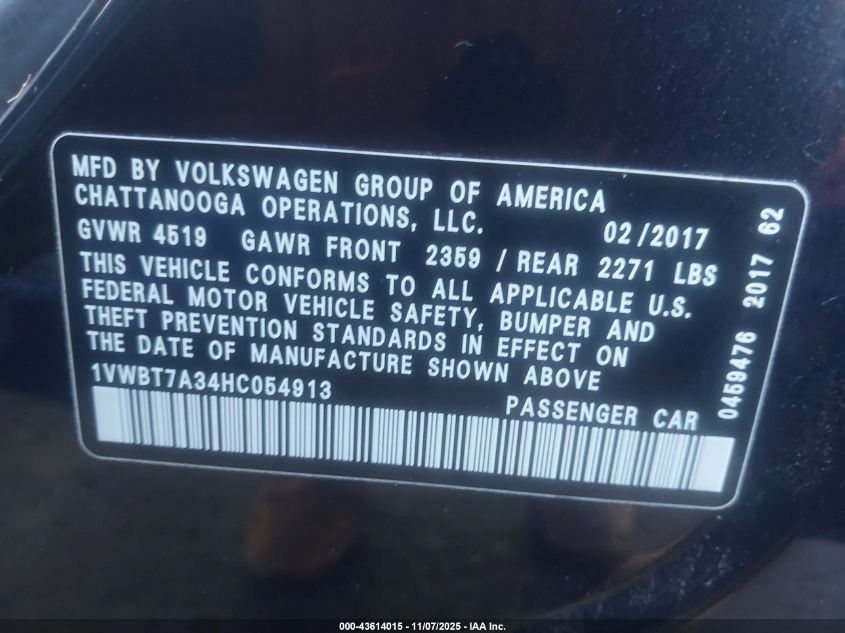 MFD BY VOLKSWAGEN GROUP OF AMERICA
CHATTANOOGA OPERATIONS, LLC. 02/2017
GVWR 4519 GAWR FRONT 2359 / REAR 2271 LBS
THIS VEHICLE CONFORMS TO ALL APPLICABLE U.S.
FEDERAL MOTOR VEHICLE SAFETY, BUMPER AND
THEFT PREVENTION STANDARDS IN EFFECT ON
THE DATE OF MANUFACTURE SHOWN ABOVE
1VWBT7A34HC054913
PASSENGER CAR
0459476 2017 62
000-43614015 - 11/07/2025 - IAA Inc.